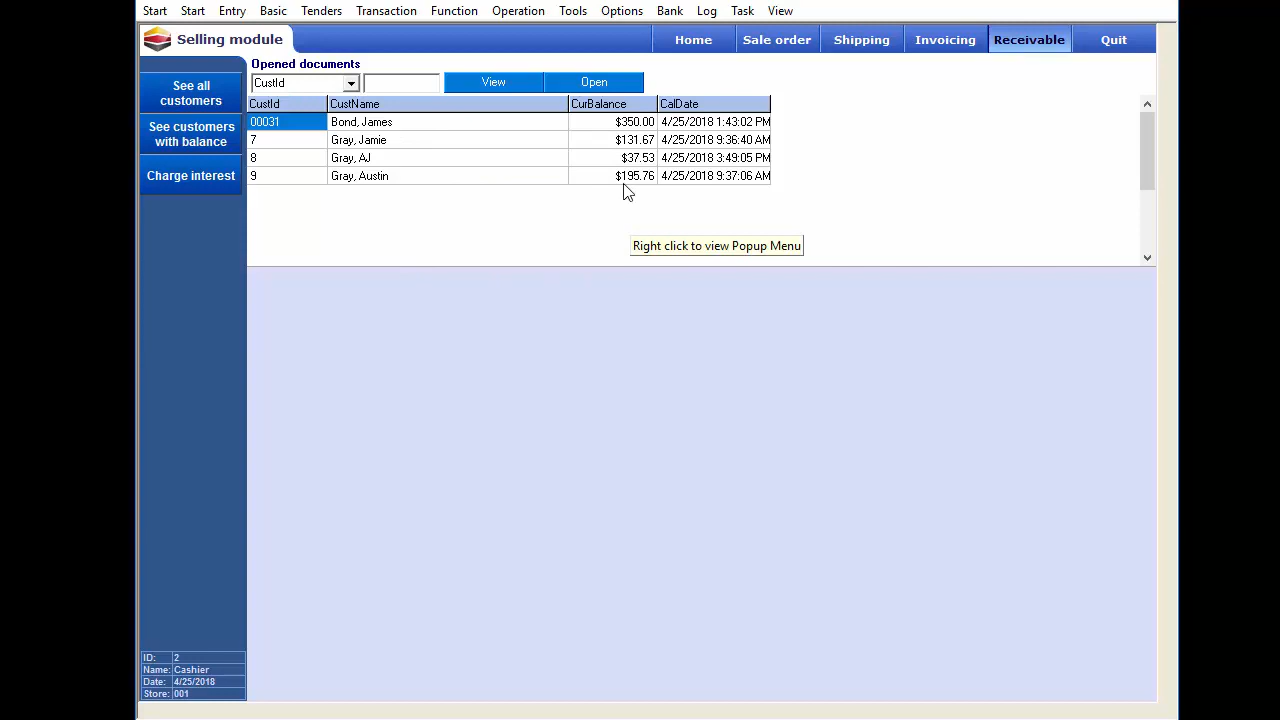 Start Start Entry Basic Tenders Transaction Function Operation Tools Options Bank Log Task View
Selling module Home Sale order Shipping Invoicing Receivable Quit
Opened documents
See all
customers
See customers
with balance
Charge interest
CustId View Open
CustId CustName CurBalance CalDate
00031 Bond, James $350.00 4/25/2018 1:43:02 PM
7 Gray, Jamie $131.67 4/25/2018 9:36:40 AM
8 Gray, AJ $37.53 4/25/2018 3:49:05 PM
9 Gray, Austin $195.76 4/25/2018 9:37:06 AM
Right click to view Popup Menu
ID: 2
Name: Cashier
Date: 4/25/2018
Store: 001